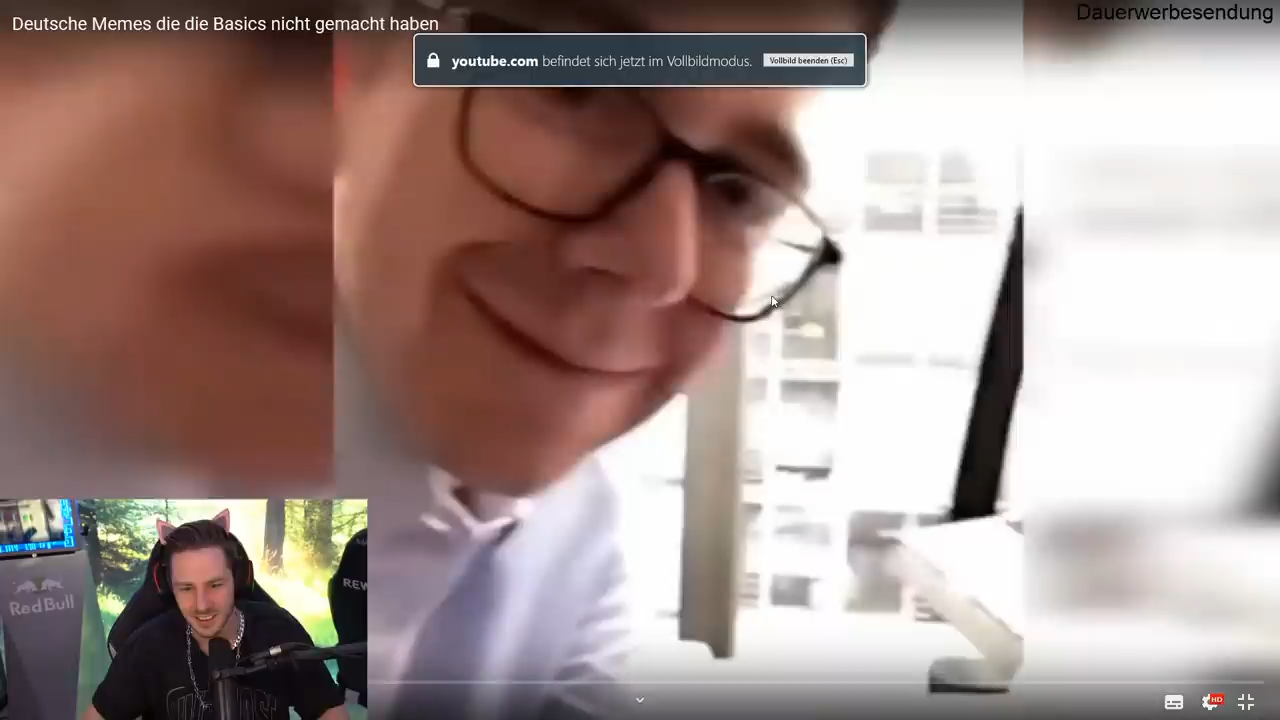 Deutsche Memes die die Basics nicht gemacht haben
Dauerwerbesendung
youtube.com befindet sich jetzt im Vollbildmodus.
Vollbild beenden (Esc)
RedBull
HD